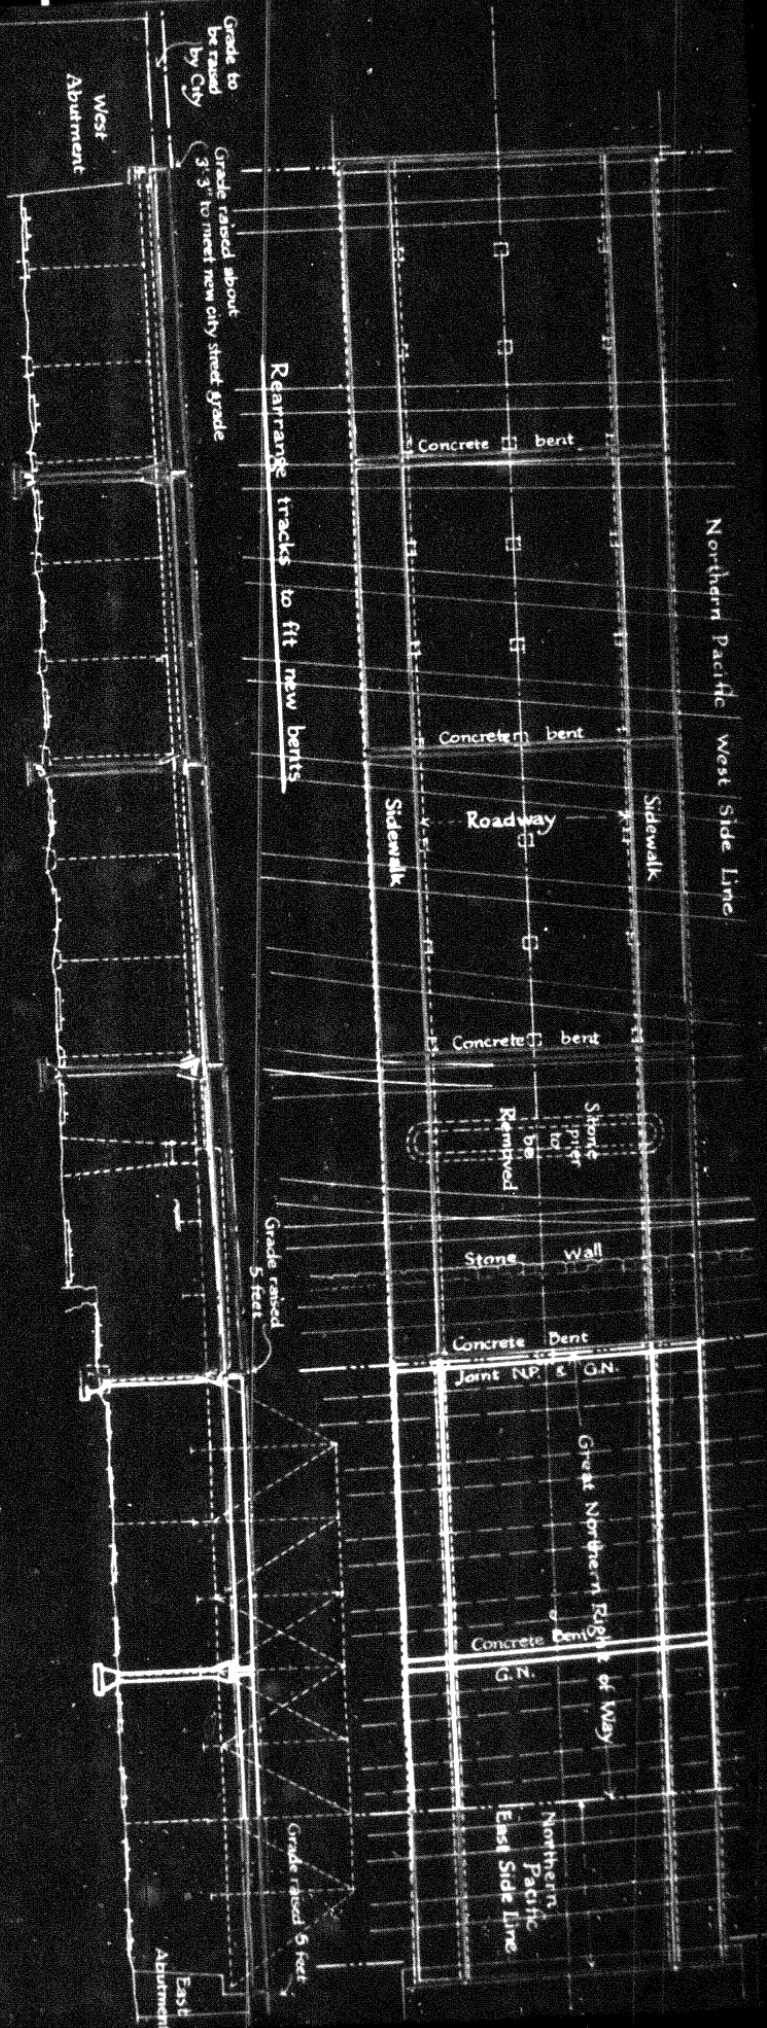 Grade to
be raised
by City
West
Abutment
Grade raised about
3'3" to meet new city street grade
Rearrange tracks to fit new bents
Concrete bent
Northern Pacific West Side Line
Concrete bent
Sidewalk
Roadway
Sidewalk
Concrete bent
Stone
pier
to
be
Removed
Grade raised
5 feet
Stone Wall
Concrete Bent
Joint N.P. & G.N.
Great Northern Right of Way
Concrete Bent
G.N.
Northern
Pacific
East Side Line
Grade raised 5 feet
East
Abutment